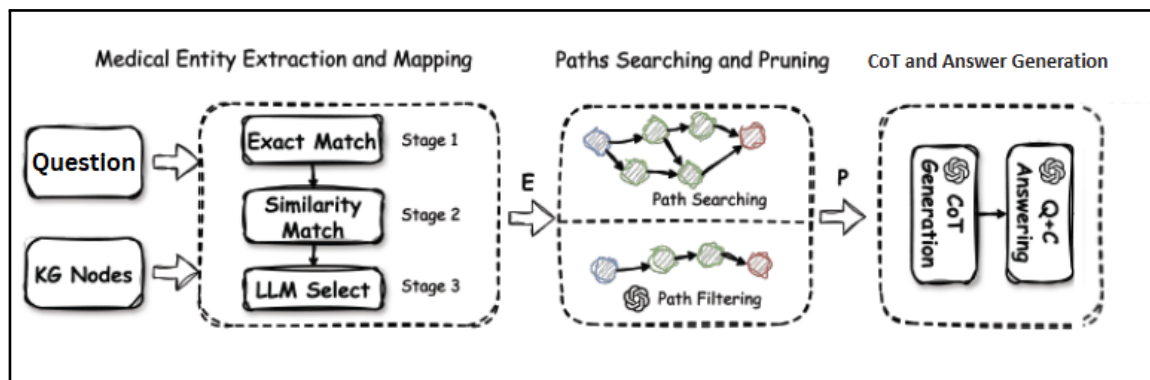 Medical Entity Extraction and Mapping
Paths Searching and Pruning
CoT and Answer Generation
Question
KG Nodes
Exact Match
Stage 1
Similarity
Match
Stage 2
LLM Select
Stage 3
E
Path Searching
Path Filtering
P
CoT
Generation
Q+C
Answering